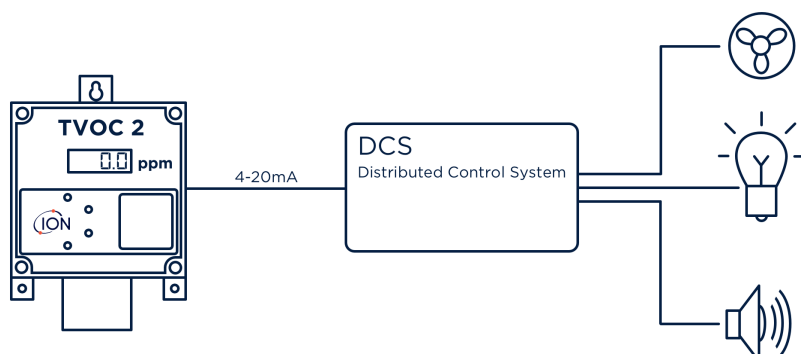 TVOC 2
0.0 ppm
ION
4-20mA
DCS
Distributed Control System